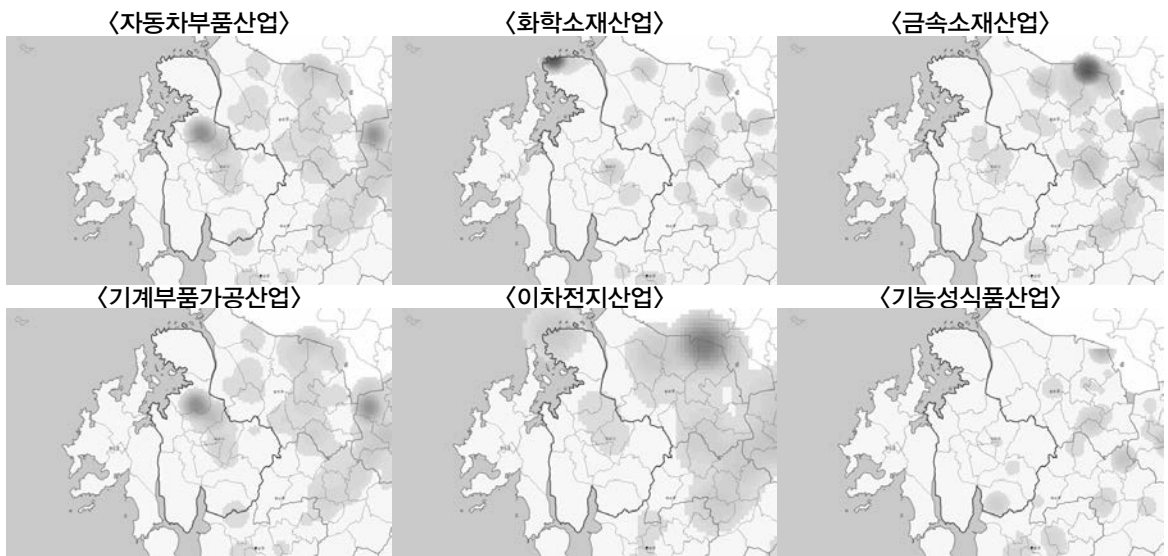 〈자동차부품산업〉
〈화학소재산업〉
〈금속소재산업〉
〈기계부품가공산업〉
〈이차전지산업〉
〈기능성식품산업〉